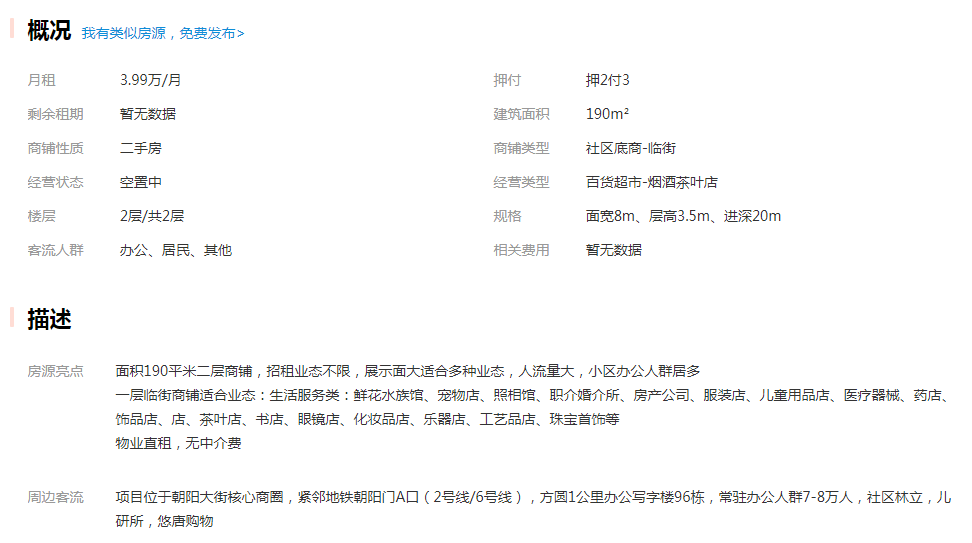 概况 我有类似房源，免费发布>
月租 3.99万/月 押付 押2付3
剩余租期 暂无数据 建筑面积 190m²
商铺性质 二手房 商铺类型 社区底商-临街
经营状态 空置中 经营类型 百货超市-烟酒茶叶店
楼层 2层/共2层 规格 面宽8m、层高3.5m、进深20m
客流人群 办公、居民、其他 相关费用 暂无数据
描述
房源亮点 面积190平米二层商铺，招租业态不限，展示面大适合多种业态，人流量大，小区办公人群居多
一层临街商铺适合业态：生活服务类：鲜花水族馆、宠物店、照相馆、职介婚介所、房产公司、服装店、儿童用品店、医疗器械、药店、
饰品店、店、茶叶店、书店、眼镜店、化妆品店、乐器店、工艺品店、珠宝首饰等
物业直租，无中介费
周边客流 项目位于朝阳大街核心商圈，紧邻地铁朝阳门A口（2号线/6号线），方圆1公里办公写字楼96栋，常驻办公人群7-8万人，社区林立，儿
研所，悠唐购物